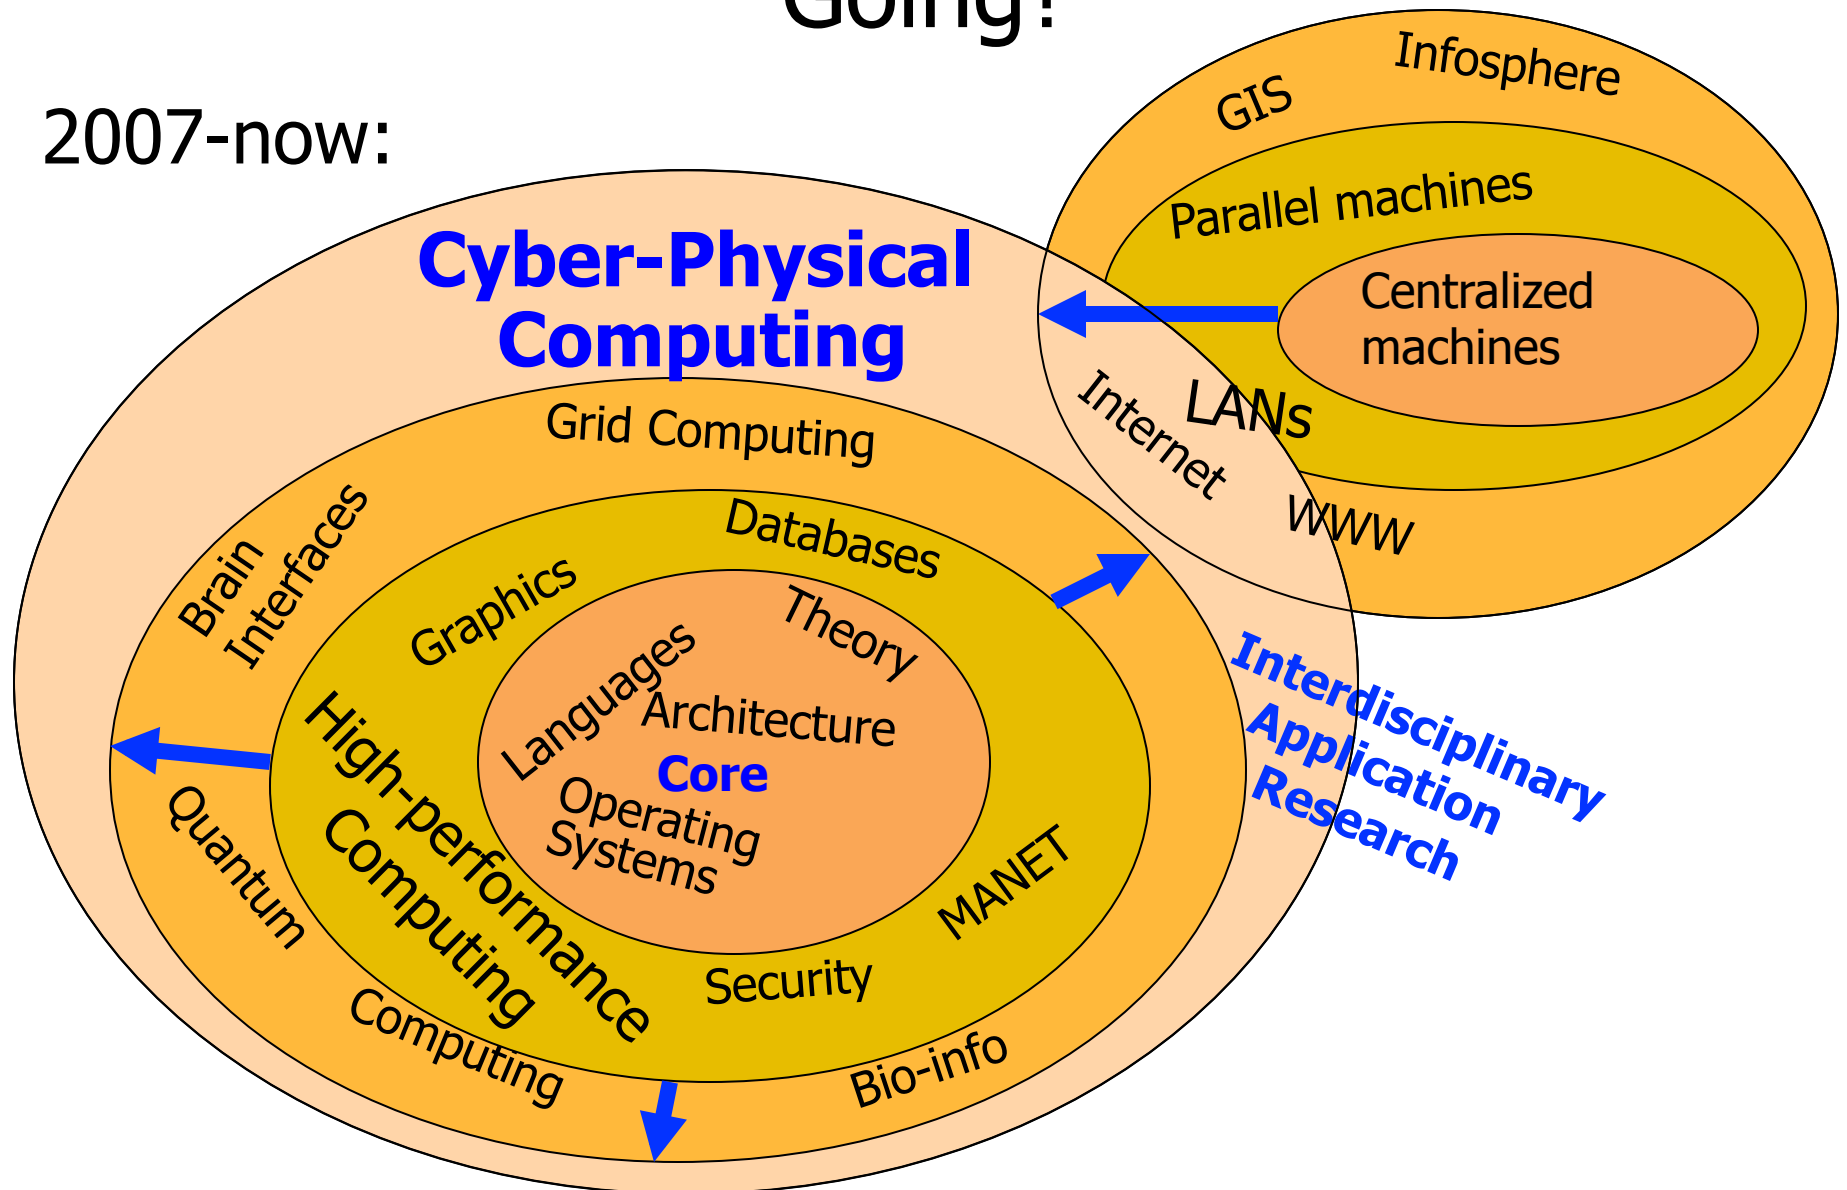 Going?
2007-now:
Infosphere
GIS
Parallel machines
Centralized
machines
LANs
Internet
WWW
Cyber-Physical
Computing
Grid Computing
Brain
Interfaces
Databases
Graphics
Theory
Languages
Architecture
Core
Operating
Systems
High-performance
Computing
MANET
Security
Quantum
Computing
Bio-info
Interdisciplinary
Application
Research